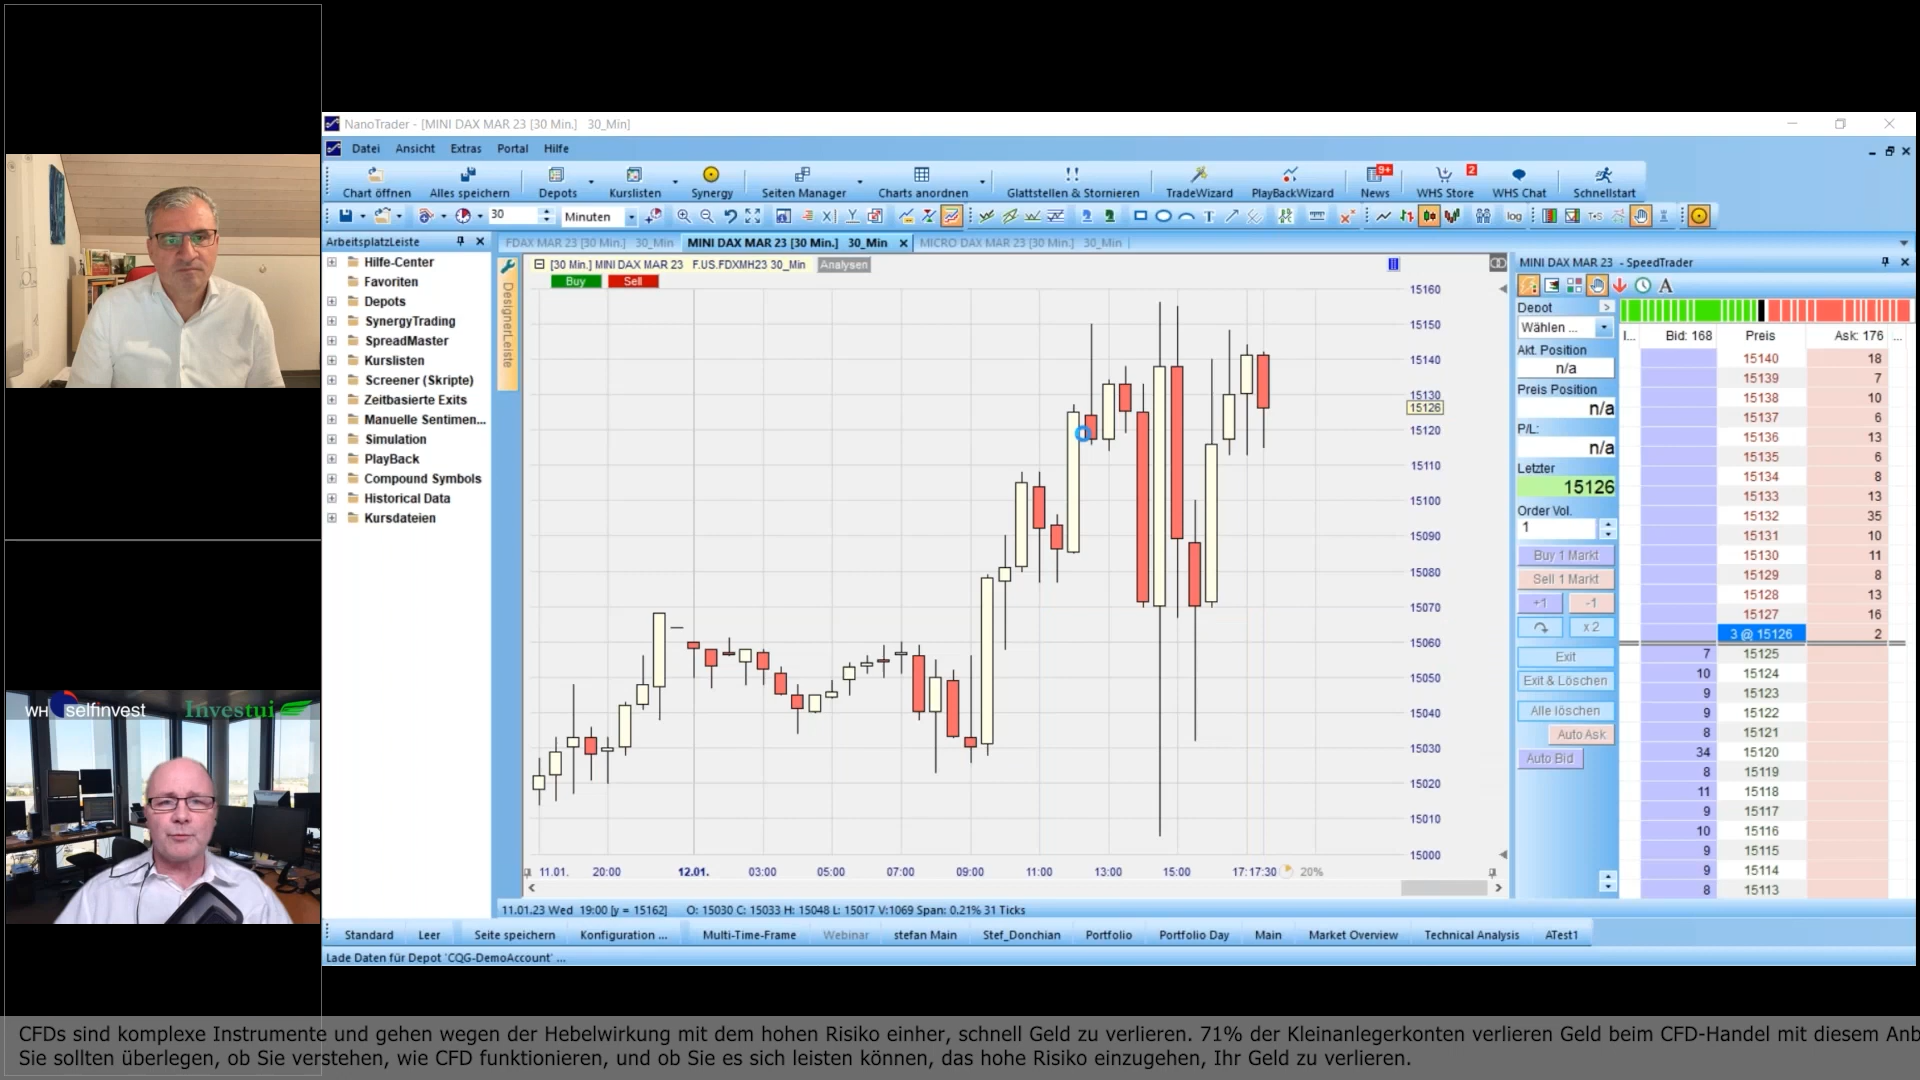 NanoTrader - [MINI DAX MAR 23 [30 Min.]   30_Min]
Datei Ansicht Extras Portal Hilfe
Chart öffnen Alles speichern Depots Kurslisten Synergy Seiten Manager Charts anordnen Glattstellen & Stornieren TradeWizard PlayBackWizard News 9+ WHS Store 2 WHS Chat Schnellstart
30 Minuten log
ArbeitsplatzLeiste
FDAX MAR 23 [30 Min.]   30_Min MINI DAX MAR 23 [30 Min.]   30_Min MICRO DAX MAR 23 [30 Min.]   30_Min
Hilfe-Center
Favoriten
Depots
SynergyTrading
SpreadMaster
Kurslisten
Screener (Skripte)
Zeitbasierte Exits
Manuelle Sentimen...
Simulation
PlayBack
Compound Symbols
Historical Data
Kursdateien
DesignerLeiste
[30 Min.] MINI DAX MAR 23   F.US.FDXMH23 30_Min Analysen
Buy Sell
15160
15150
15140
15130
15126
15120
15110
15100
15090
15080
15070
15060
15050
15040
15030
15020
15010
15000
11.01. 20:00 12.01. 03:00 05:00 07:00 09:00 11:00 13:00 15:00 17: 17:30 20%
11.01.23 Wed  19:00 [y = 15162] O: 15030 C: 15033 H: 15048 L: 15017 V:1069 Span: 0.21% 31 Ticks
MINI DAX MAR 23  - SpeedTrader
Depot >
Wählen ...
Akt. Position
n/a
Preis Position
n/a
P/L:
n/a
Letzter
15126
Order Vol.
1
Buy 1 Markt
Sell 1 Markt
+1 -1
x 2
Exit
Exit & Löschen
Alle löschen
Auto Ask
Auto Bid
I... Bid: 168 Preis Ask: 176 ...
15140 18
15139 7
15138 10
15137 6
15136 13
15135 6
15134 8
15133 13
15132 35
15131 10
15130 11
15129 8
15128 13
15127 16
3 @ 15126 2
7 15125
10 15124
9 15123
9 15122
8 15121
34 15120
8 15119
11 15118
9 15117
10 15116
9 15115
9 15114
8 15113
Standard Leer Seite speichern Konfiguration ... Multi-Time-Frame Webinar stefan Main Stef_Donchian Portfolio Portfolio Day Main Market Overview Technical Analysis ATest1
Lade Daten für Depot 'CQG-DemoAccount' ...
WH selfinvest Investui
CFDs sind komplexe Instrumente und gehen wegen der Hebelwirkung mit dem hohen Risiko einher, schnell Geld zu verlieren. 71% der Kleinanlegerkonten verlieren Geld beim CFD-Handel mit diesem Anb
Sie sollten überlegen, ob Sie verstehen, wie CFD funktionieren, und ob Sie es sich leisten können, das hohe Risiko einzugehen, Ihr Geld zu verlieren.